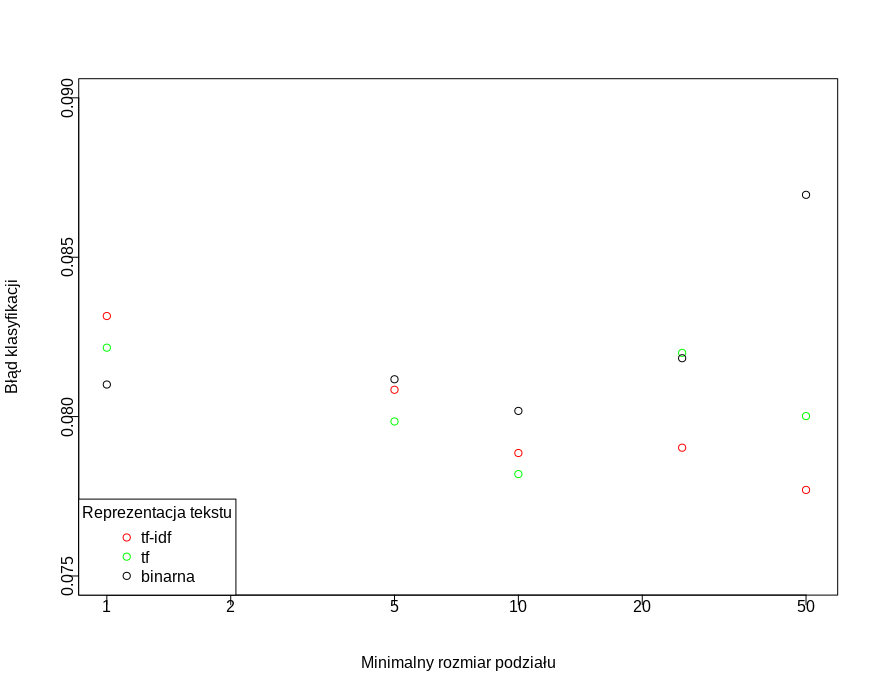 0.090
0.085
0.080
0.075
Błąd klasyfikacji
Reprezentacja tekstu
tf-idf
tf
binarna
1 2 5 10 20 50
Minimalny rozmiar podziału